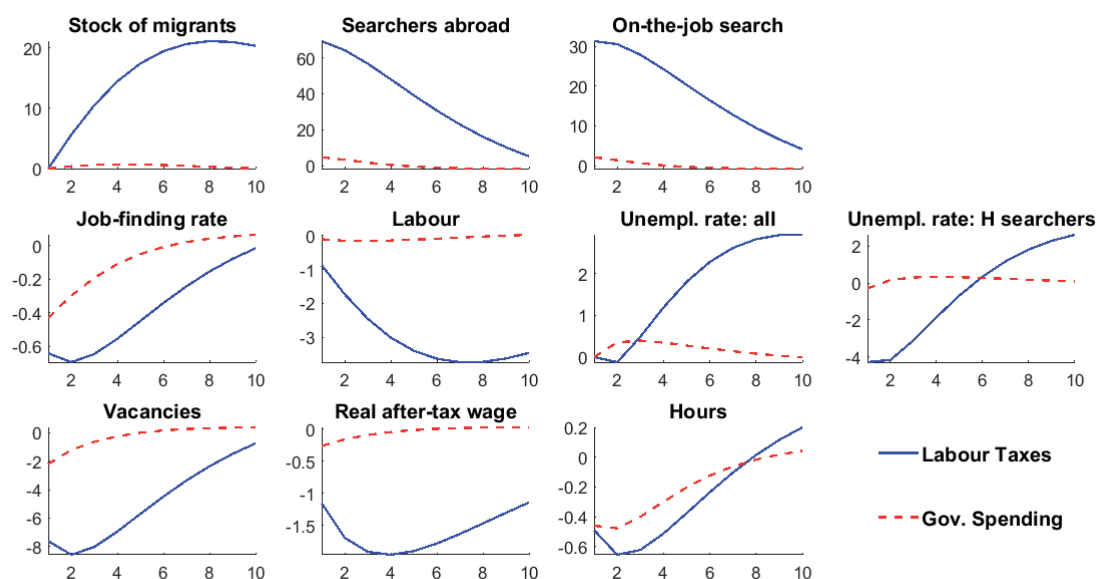 Stock of migrants
20
10
0
2 4 6 8 10
Searchers abroad
60
40
20
0
2 4 6 8 10
On-the-job search
30
20
10
0
2 4 6 8 10
Job-finding rate
0
-0.2
-0.4
-0.6
2 4 6 8 10
Labour
0
-1
-2
-3
2 4 6 8 10
Unempl. rate: all
2
1
0
2 4 6 8 10
Unempl. rate: H searchers
2
0
-2
-4
2 4 6 8 10
Vacancies
0
-2
-4
-6
-8
2 4 6 8 10
Real after-tax wage
0
-0.5
-1
-1.5
2 4 6 8 10
Hours
0.2
0
-0.2
-0.4
-0.6
2 4 6 8 10
Labour Taxes
Gov. Spending